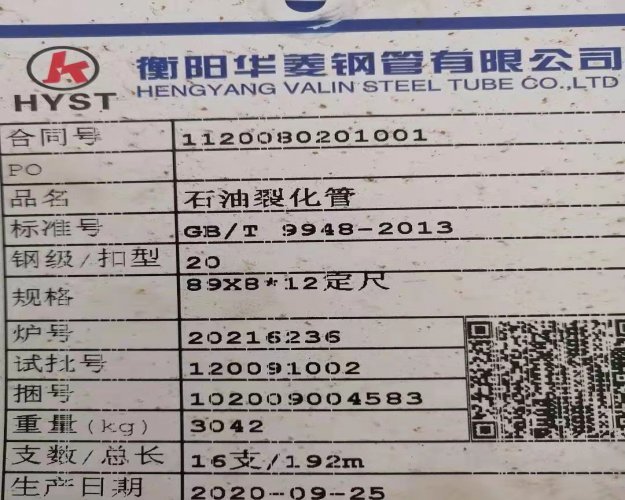 衡阳华菱钢管有限公司
HYST HENGYANG VALIN STEEL TUBE CO.,LTD
合同号 1120080201001
PO
品名 石油裂化管
标准号 GB/T 9948-2013
钢级/扣型 20
规格 89X8*12定尺
炉号 20216236
试批号 120091002
捆号 102009004583
重量(kg) 3042
支数/总长 16支/192m
生产日期 2020-09-25